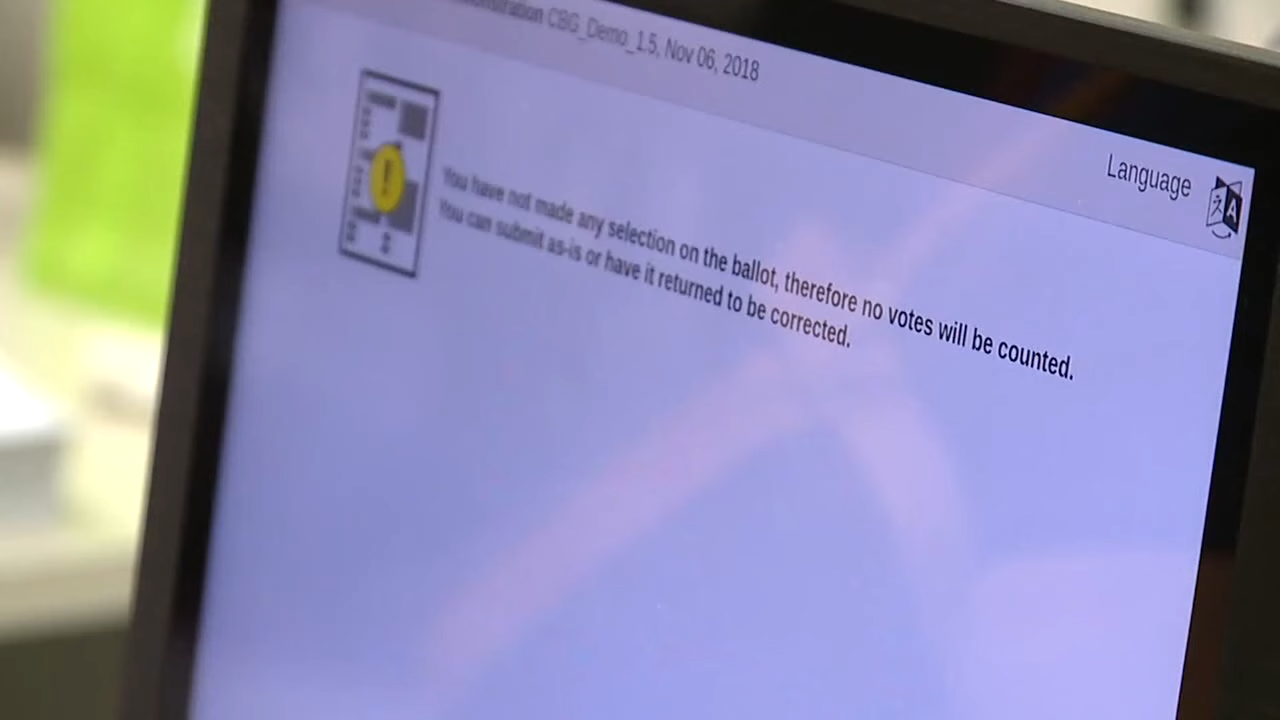 CBG_Demo_1.5, Nov 06, 2018
Language
You have not made any selection on the ballot, therefore no votes will be counted.
You can submit as-is or have it returned to be corrected.